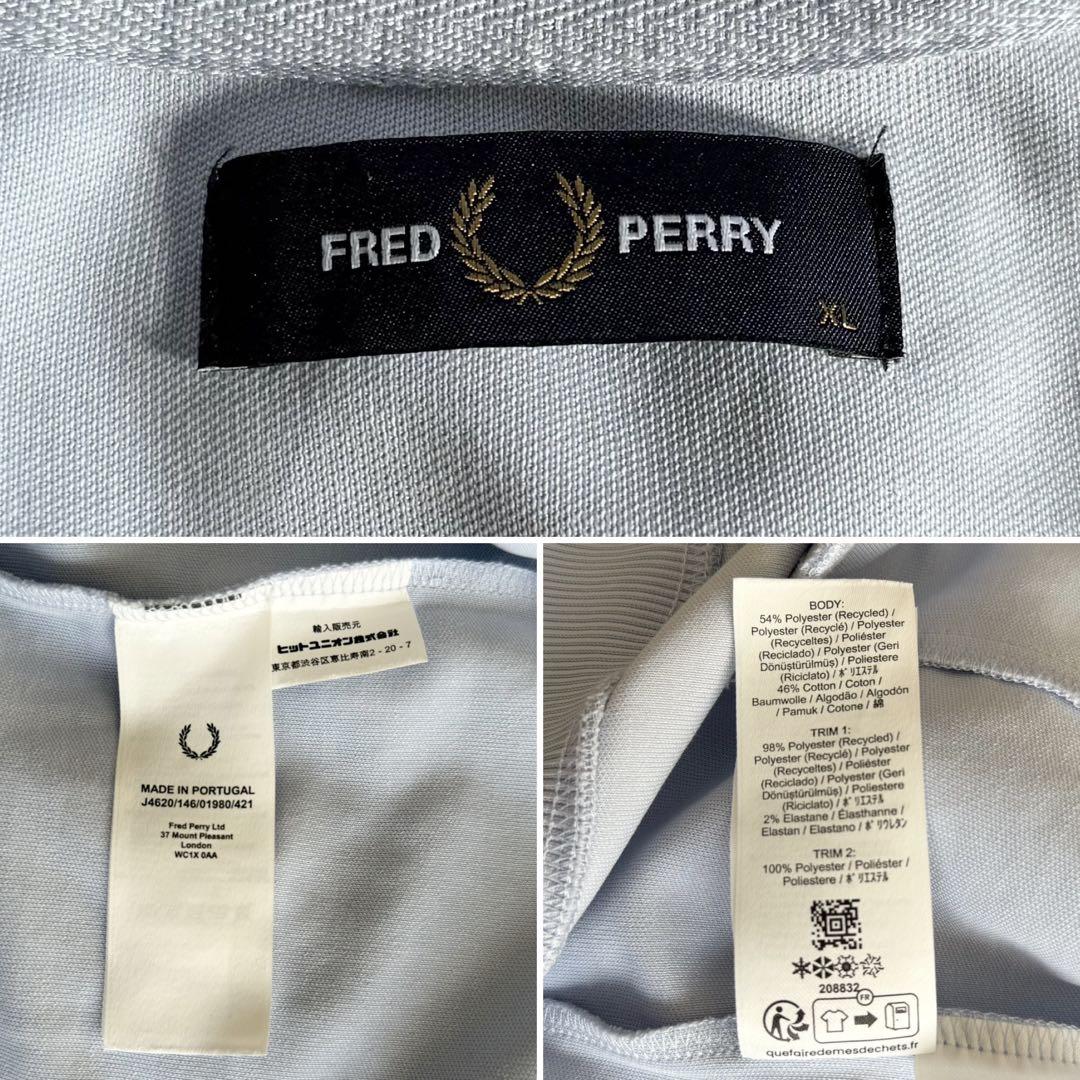 FRED PERRY
XL
輸入販売元
ヒットユニオン株式会社
東京都渋谷区恵比寿南2-20-7
MADE IN PORTUGAL
J4620/146/01980/421
Fred Perry Ltd
37 Mount Pleasant
London
WC1X 0AA
BODY:
54% Polyester (Recycled) /
Polyester (Recyclé) / Polyester
(Recyceltes) / Poliéster
(Reciclado) / Polyester (Geri
Dönüştürülmüş) / Poliestere
(Riciclato) / ポリエステル
46% Cotton / Coton /
Baumwolle / Algodão / Algodón
/ Pamuk / Cotone / 綿
TRIM 1:
98% Polyester (Recycled) /
Polyester (Recyclé) / Polyester
(Recyceltes) / Poliéster
(Reciclado) / Polyester (Geri
Dönüştürülmüş) / Poliestere
(Riciclato) / ポリエステル
2% Elastane / Élasthanne /
Elastan / Elastano / ポリウレタン
TRIM 2:
100% Polyester / Poliéster /
Poliestere / ポリエステル
208832
FR
quefairedemesdechets.fr